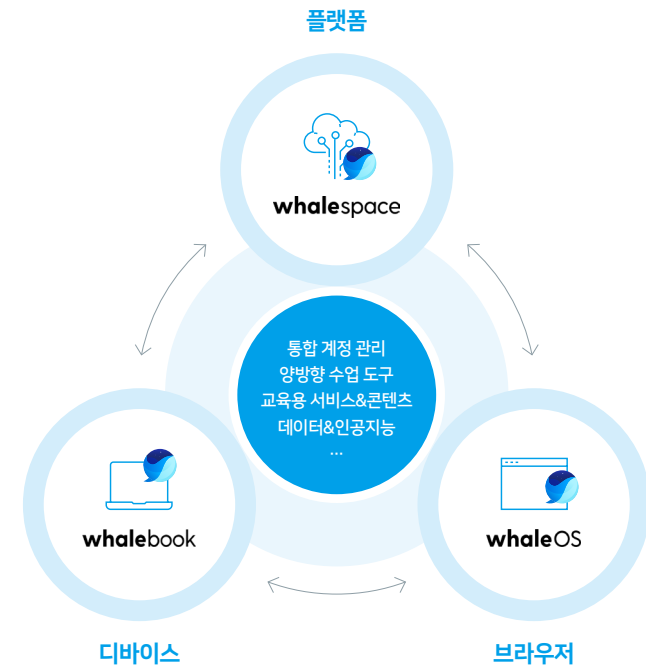 플랫폼
whalespace
통합 계정 관리
양방향 수업 도구
교육용 서비스&콘텐츠
데이터&인공지능
...
whalebook
whaleOS
디바이스
브라우저